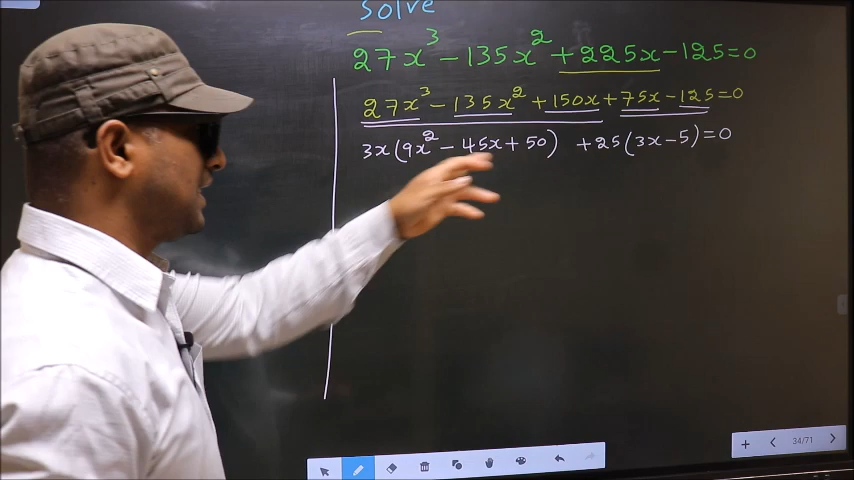 Solve
27x³ - 135x² + 225x - 125 = 0
27x³ - 135x² + 150x + 75x - 125 = 0
3x(9x² - 45x + 50) + 25(3x - 5) = 0
34/71